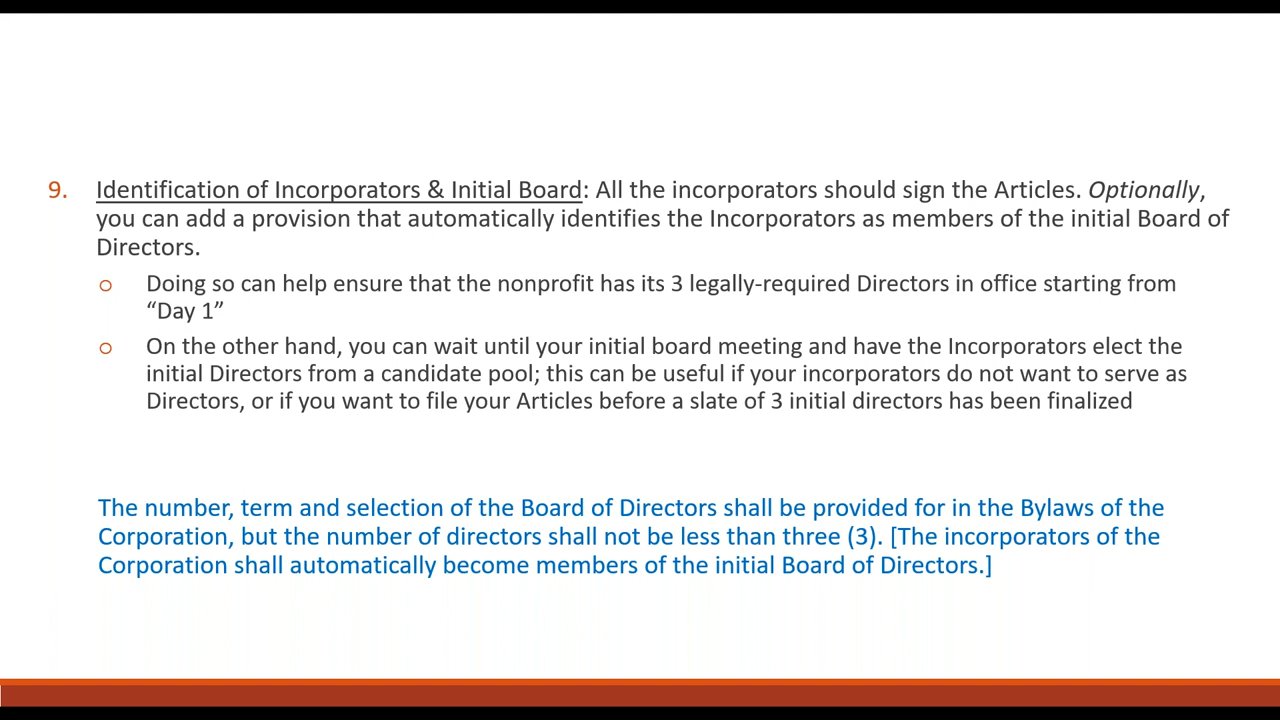 9. Identification of Incorporators & Initial Board: All the incorporators should sign the Articles. Optionally,
you can add a provision that automatically identifies the Incorporators as members of the initial Board of
Directors.
o Doing so can help ensure that the nonprofit has its 3 legally-required Directors in office starting from
“Day 1”
o On the other hand, you can wait until your initial board meeting and have the Incorporators elect the
initial Directors from a candidate pool; this can be useful if your incorporators do not want to serve as
Directors, or if you want to file your Articles before a slate of 3 initial directors has been finalized
The number, term and selection of the Board of Directors shall be provided for in the Bylaws of the
Corporation, but the number of directors shall not be less than three (3). [The incorporators of the
Corporation shall automatically become members of the initial Board of Directors.]